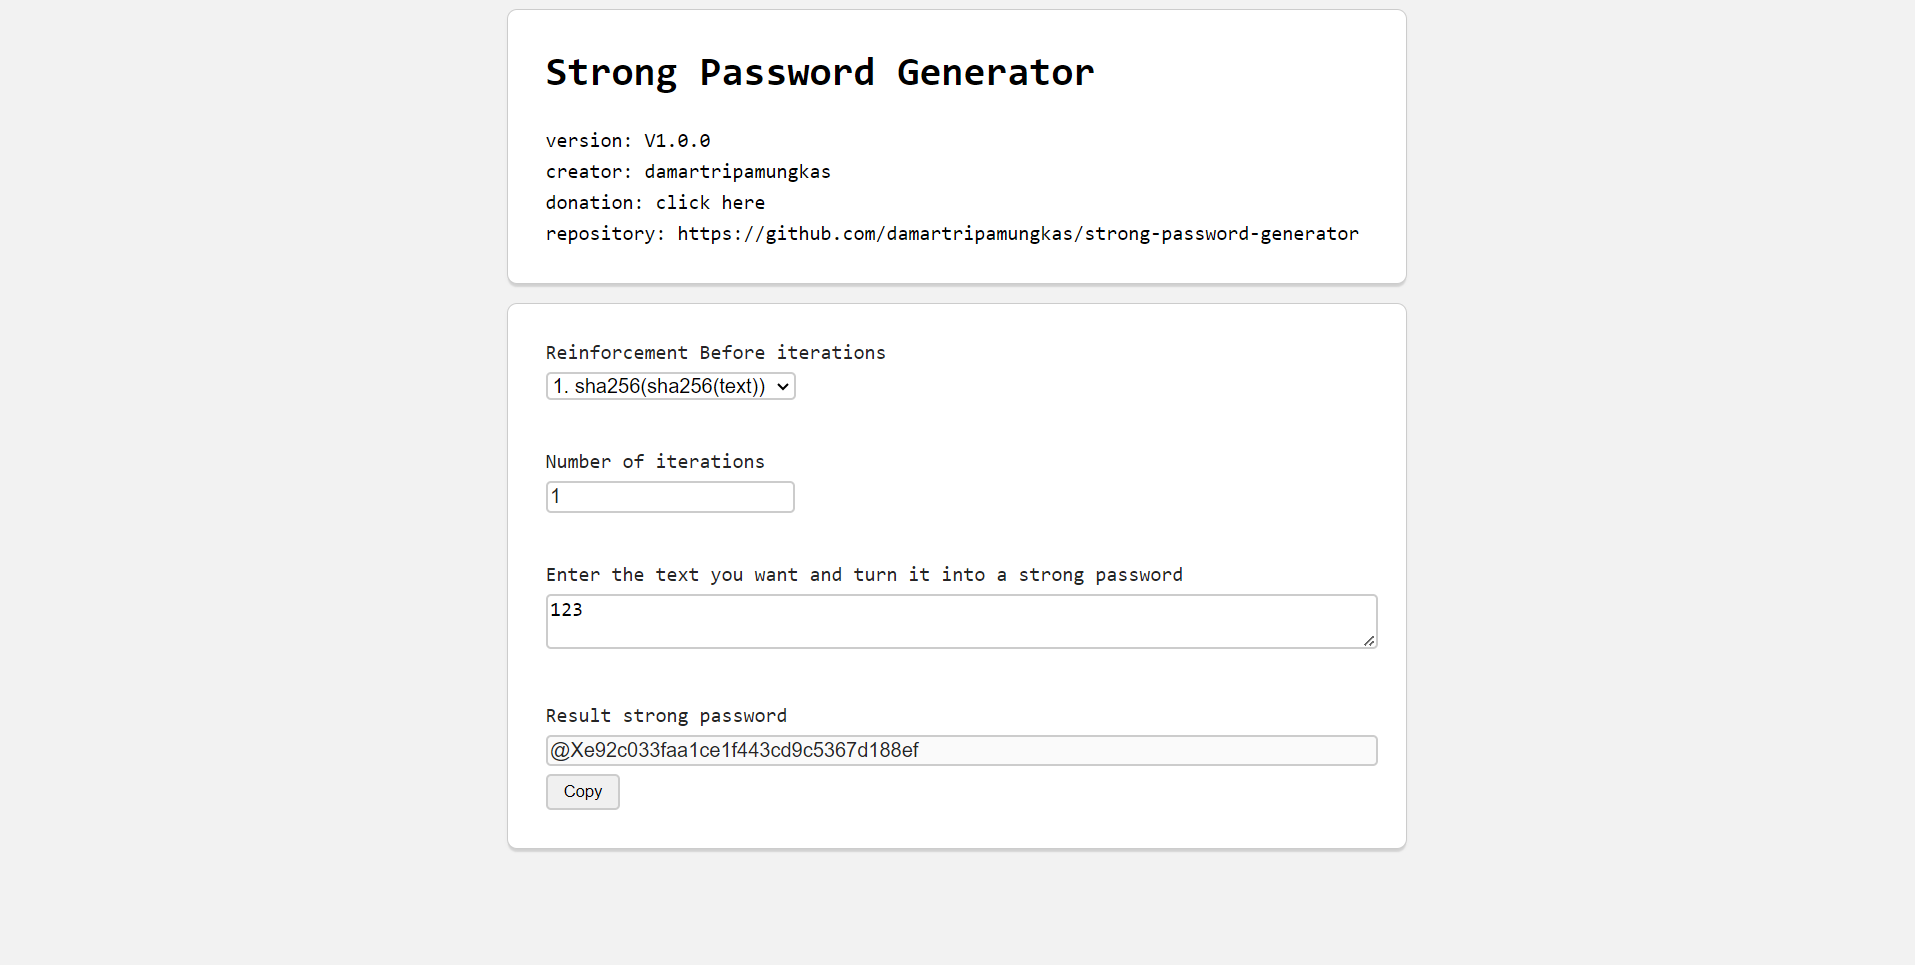 Strong Password Generator
version: V1.0.0
creator: damartripamungkas
donation: click here
repository: https://github.com/damartripamungkas/strong-password-generator
Reinforcement Before iterations
1. sha256(sha256(text))
Number of iterations
1
Enter the text you want and turn it into a strong password
123
Result strong password
@Xe92c033faa1ce1f443cd9c5367d188ef
Copy